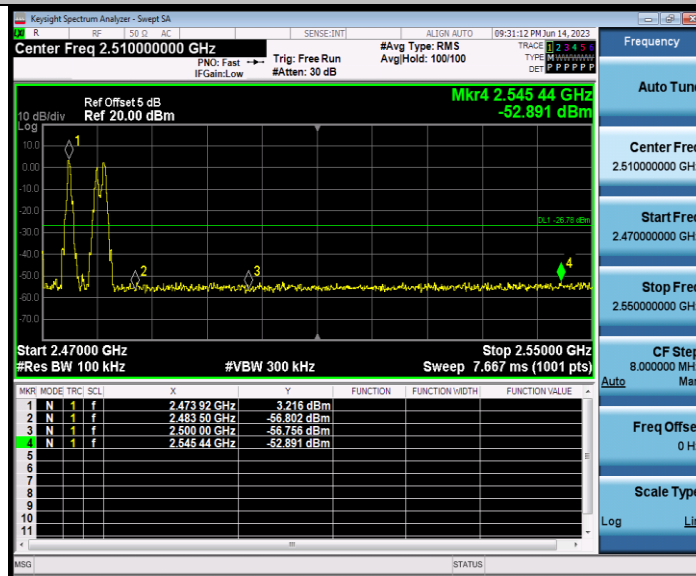 Keysight Spectrum Analyzer - Swept SA
LXI R RF 50 Ω AC SENSE:INT ALIGN AUTO 09:31:12 PM Jun 14, 2023
Center Freq 2.510000000 GHz
PNO: Fast
IFGain:Low
Trig: Free Run
#Atten: 30 dB
#Avg Type: RMS
Avg|Hold: 100/100
TRACE 1 2 3 4 5 6
TYPE M WWWWW
DET P P P P P P
Mkr4 2.545 44 GHz
-52.891 dBm
Ref Offset 5 dB
10 dB/div Ref 20.00 dBm
Log
10.0
0.00
-10.0
-20.0
-30.0
-40.0
-50.0
-60.0
-70.0
1
2
3
4
DL1 -26.78 dBm
Start 2.47000 GHz Stop 2.55000 GHz
#Res BW 100 kHz #VBW 300 kHz Sweep 7.667 ms (1001 pts)
MKR MODE TRC SCL X Y FUNCTION FUNCTION WIDTH FUNCTION VALUE
1 N 1 f 2.473 92 GHz 3.216 dBm
2 N 1 f 2.483 50 GHz -56.802 dBm
3 N 1 f 2.500 00 GHz -56.756 dBm
4 N 1 f 2.545 44 GHz -52.891 dBm
5
6
7
8
9
10
11
MSG STATUS
Frequency
Auto Tune
Center Freq
2.510000000 GHz
Start Freq
2.470000000 GHz
Stop Freq
2.550000000 GHz
CF Step
8.000000 MHz
Auto Man
Freq Offset
0 Hz
Scale Type
Log Lin